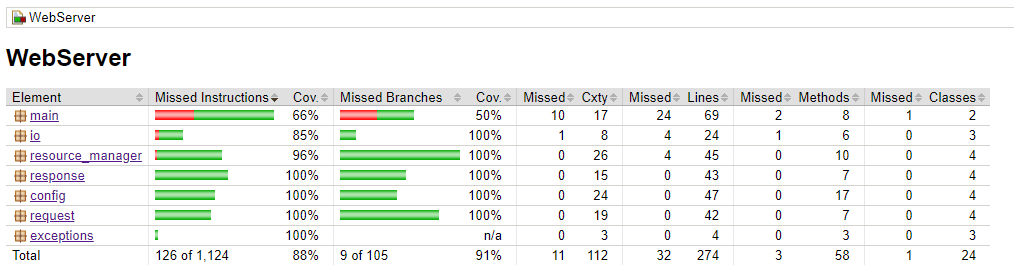 WebServer
WebServer
Element Missed Instructions Cov. Missed Branches Cov. Missed Cxty Missed Lines Missed Methods Missed Classes
main 66% 50% 10 17 24 69 2 8 1 2
io 85% 100% 1 8 4 24 1 6 0 3
resource_manager 96% 100% 0 26 4 45 0 10 0 4
response 100% 100% 0 15 0 43 0 7 0 4
config 100% 100% 0 24 0 47 0 17 0 4
request 100% 100% 0 19 0 42 0 7 0 4
exceptions 100% n/a 0 3 0 4 0 3 0 3
Total 126 of 1,124 88% 9 of 105 91% 11 112 32 274 3 58 1 24